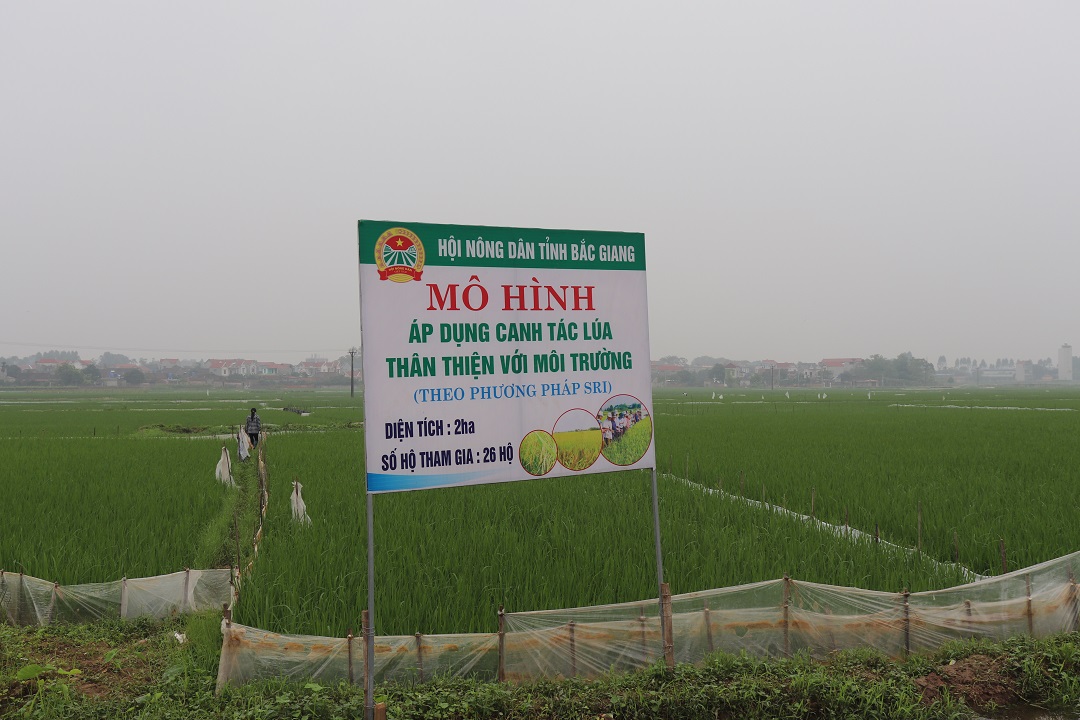 HỘI NÔNG DÂN TỈNH BẮC GIANG
MÔ HÌNH
ÁP DỤNG CANH TÁC LÚA
THÂN THIỆN VỚI MÔI TRƯỜNG
(THEO PHƯƠNG PHÁP SRI)
DIỆN TÍCH : 2ha
SỐ HỘ THAM GIA : 26 HỘ